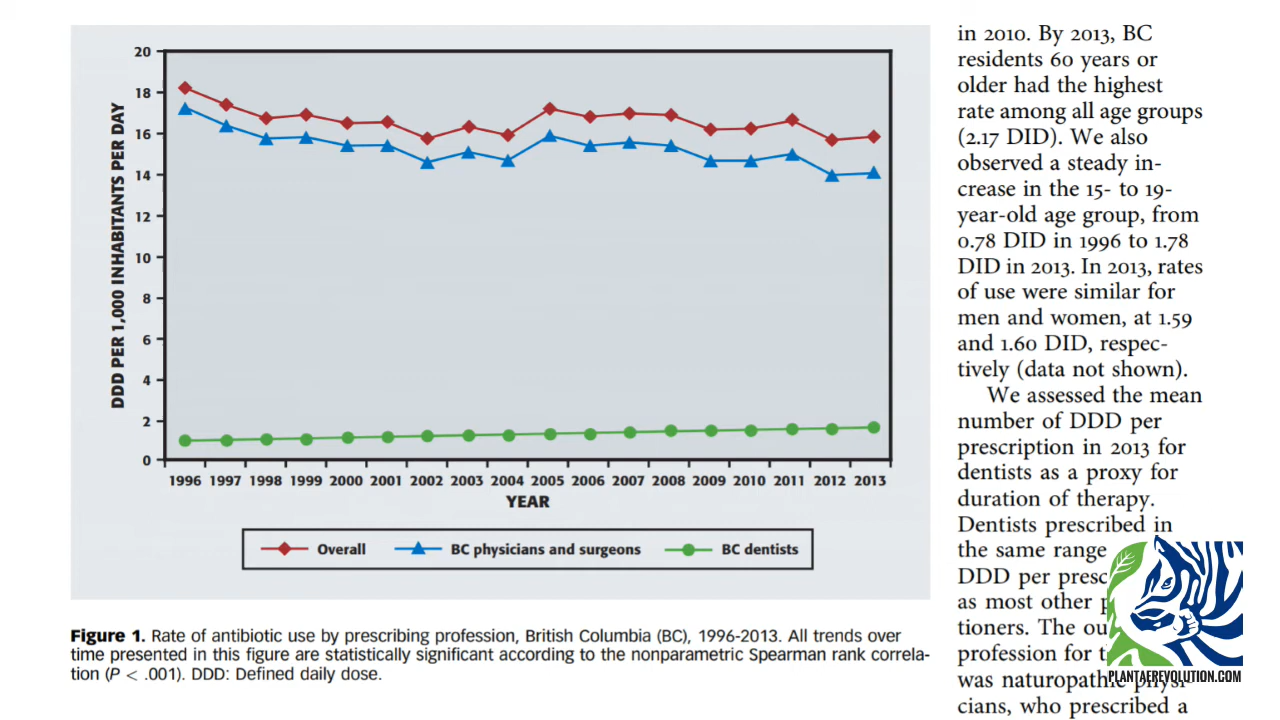 20
18
16
14
12
10
8
6
4
2
0
DDD PER 1,000 INHABITANTS PER DAY
1996 1997 1998 1999 2000 2001 2002 2003 2004 2005 2006 2007 2008 2009 2010 2011 2012 2013
YEAR
Overall BC physicians and surgeons BC dentists
Figure 1. Rate of antibiotic use by prescribing profession, British Columbia (BC), 1996-2013. All trends over
time presented in this figure are statistically significant according to the nonparametric Spearman rank correla-
tion (P < .001). DDD: Defined daily dose.
in 2010. By 2013, BC
residents 60 years or
older had the highest
rate among all age groups
(2.17 DID). We also
observed a steady in-
crease in the 15- to 19-
year-old age group, from
0.78 DID in 1996 to 1.78
DID in 2013. In 2013, rates
of use were similar for
men and women, at 1.59
and 1.60 DID, respec-
tively (data not shown).
We assessed the mean
number of DDD per
prescription in 2013 for
dentists as a proxy for
duration of therapy.
Dentists prescribed in
the same range
DDD per
as most other
tioners. The
profession for
was naturopathic
cians, who prescribed a
PLANTAEREVOLUTION.COM